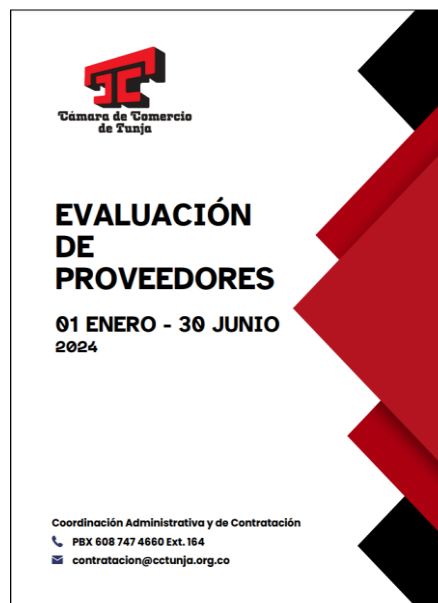 Cámara de Comercio
de Tunja
EVALUACIÓN
DE
PROVEEDORES
01 ENERO - 30 JUNIO
2024
Coordinación Administrativa y de Contratación
PBX 608 747 4660 Ext. 164
contratacion@cctunja.org.co